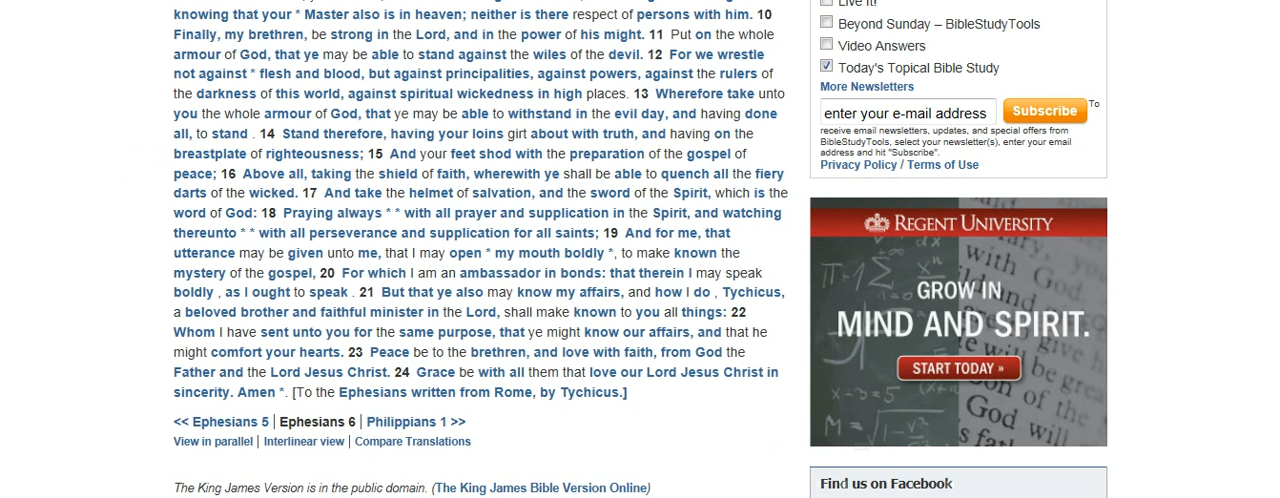 knowing that your * Master also is in heaven; neither is there respect of persons with him. 10
Finally, my brethren, be strong in the Lord, and in the power of his might. 11 Put on the whole
armour of God, that ye may be able to stand against the wiles of the devil. 12 For we wrestle
not against * flesh and blood, but against principalities, against powers, against the rulers of
the darkness of this world, against spiritual wickedness in high places. 13 Wherefore take unto
you the whole armour of God, that ye may be able to withstand in the evil day, and having done
all, to stand . 14 Stand therefore, having your loins girt about with truth, and having on the
breastplate of righteousness; 15 And your feet shod with the preparation of the gospel of
peace; 16 Above all, taking the shield of faith, wherewith ye shall be able to quench all the fiery
darts of the wicked. 17 And take the helmet of salvation, and the sword of the Spirit, which is the
word of God: 18 Praying always * * with all prayer and supplication in the Spirit, and watching
thereunto * * with all perseverance and supplication for all saints; 19 And for me, that
utterance may be given unto me, that I may open * my mouth boldly *, to make known the
mystery of the gospel, 20 For which I am an ambassador in bonds: that therein I may speak
boldly , as I ought to speak . 21 But that ye also may know my affairs, and how I do , Tychicus,
a beloved brother and faithful minister in the Lord, shall make known to you all things: 22
Whom I have sent unto you for the same purpose, that ye might know our affairs, and that he
might comfort your hearts. 23 Peace be to the brethren, and love with faith, from God the
Father and the Lord Jesus Christ. 24 Grace be with all them that love our Lord Jesus Christ in
sincerity. Amen *. [To the Ephesians written from Rome, by Tychicus.]
<< Ephesians 5 | Ephesians 6 | Philippians 1 >>
View in parallel | Interlinear view | Compare Translations
The King James Version is in the public domain. (The King James Bible Version Online)
Live It!
Beyond Sunday – BibleStudyTools
Video Answers
Today's Topical Bible Study
More Newsletters
enter your e-mail address Subscribe To
receive email newsletters, updates, and special offers from
BibleStudyTools, select your newsletter(s), enter your email
address and hit "Subscribe".
Privacy Policy / Terms of Use
REGENT UNIVERSITY
GROW IN
MIND AND SPIRIT.
START TODAY »
Find us on Facebook